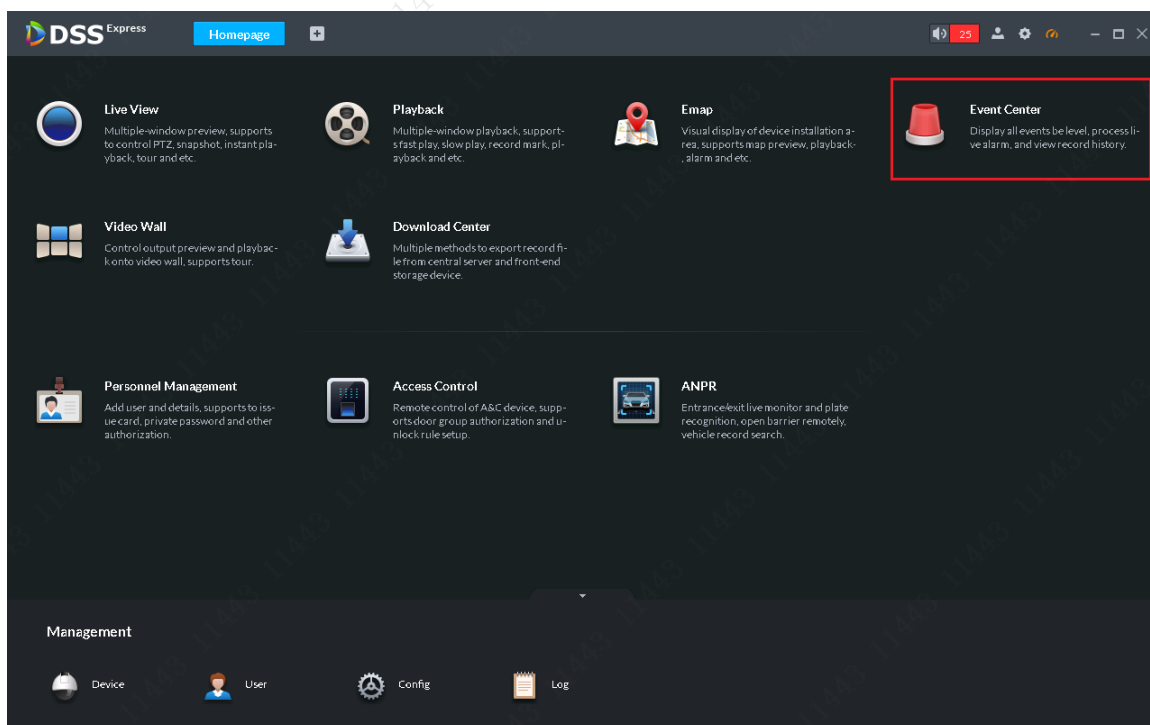 DSS Express
Homepage
25
Live View
Multiple-window preview, supports
to control PTZ, snapshot, instant pla-
yback, tour and etc.
Playback
Multiple-window playback, support-
s fast play, slow play, record mark, pl-
ayback and etc.
Emap
Visual display of device installation a-
rea, supports map preview, playback-
, alarm and etc.
Event Center
Display all events be level, process li-
ve alarm, and view record history.
Video Wall
Control output preview and playbac-
k onto video wall, supports tour.
Download Center
Multiple methods to export record fi-
le from central server and front-end
storage device.
Personnel Management
Add user and details, supports to iss-
ue card, private password and other
authorization.
Access Control
Remote control of A&C device, supp-
orts door group authorization and u-
nlock rule setup.
ANPR
Entrance/exit live monitor and plate
recognition, open barrier remotely,
vehicle record search.
Management
Device
User
Config
Log
11443 11443